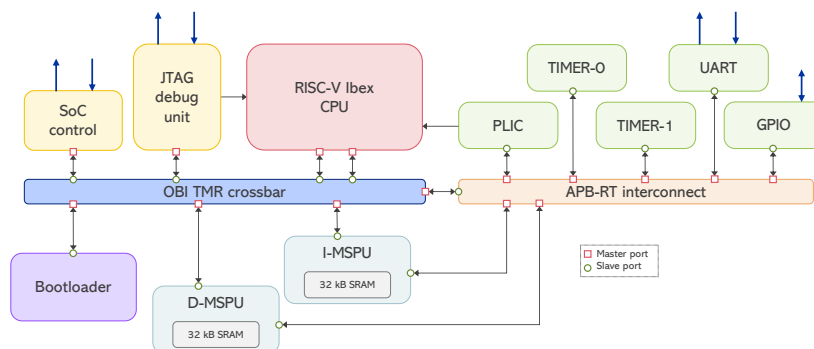 SoC
control
JTAG
debug
unit
RISC-V Ibex
CPU
PLIC
TIMER-0
TIMER-1
UART
GPIO
OBI TMR crossbar
APB-RT interconnect
Bootloader
D-MSPU
32 kB SRAM
I-MSPU
32 kB SRAM
Master port
Slave port